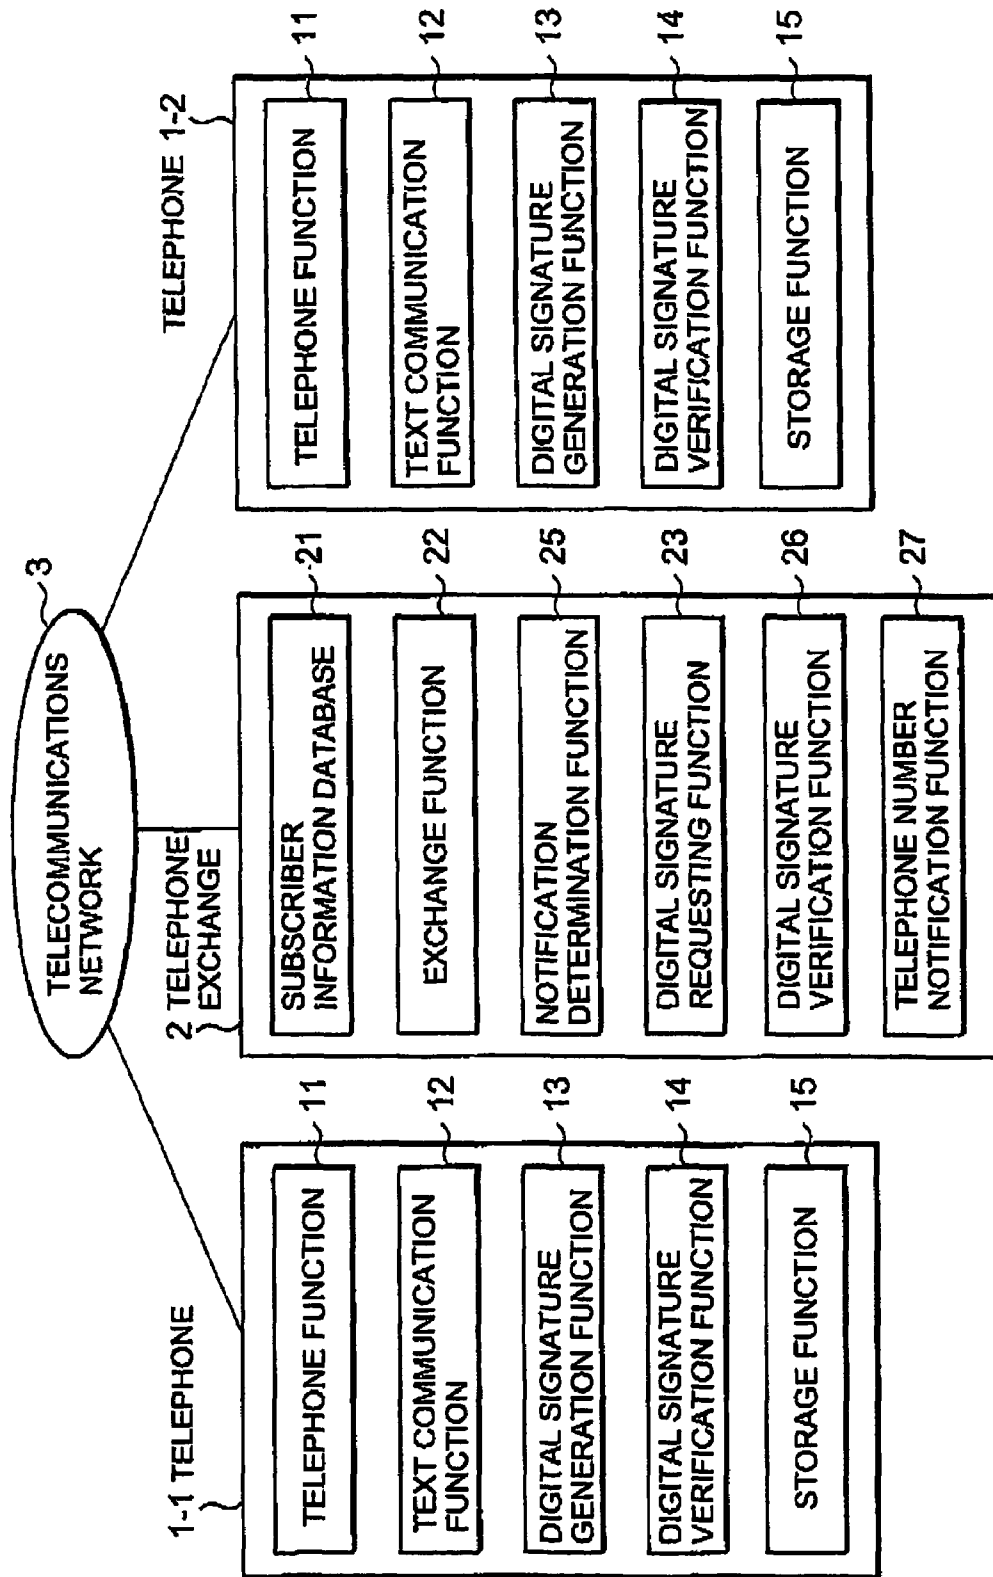 TELECOMMUNICATIONS
NETWORK
3
1-1 TELEPHONE
TELEPHONE FUNCTION
11
TEXT COMMUNICATION
FUNCTION
12
DIGITAL SIGNATURE
GENERATION FUNCTION
13
DIGITAL SIGNATURE
VERIFICATION FUNCTION
14
STORAGE FUNCTION
15
2 TELEPHONE
EXCHANGE
SUBSCRIBER
INFORMATION DATABASE
21
EXCHANGE FUNCTION
22
NOTIFICATION
DETERMINATION FUNCTION
25
DIGITAL SIGNATURE
REQUESTING FUNCTION
23
DIGITAL SIGNATURE
VERIFICATION FUNCTION
26
TELEPHONE NUMBER
NOTIFICATION FUNCTION
27
TELEPHONE 1-2
TELEPHONE FUNCTION
11
TEXT COMMUNICATION
FUNCTION
12
DIGITAL SIGNATURE
GENERATION FUNCTION
13
DIGITAL SIGNATURE
VERIFICATION FUNCTION
14
STORAGE FUNCTION
15